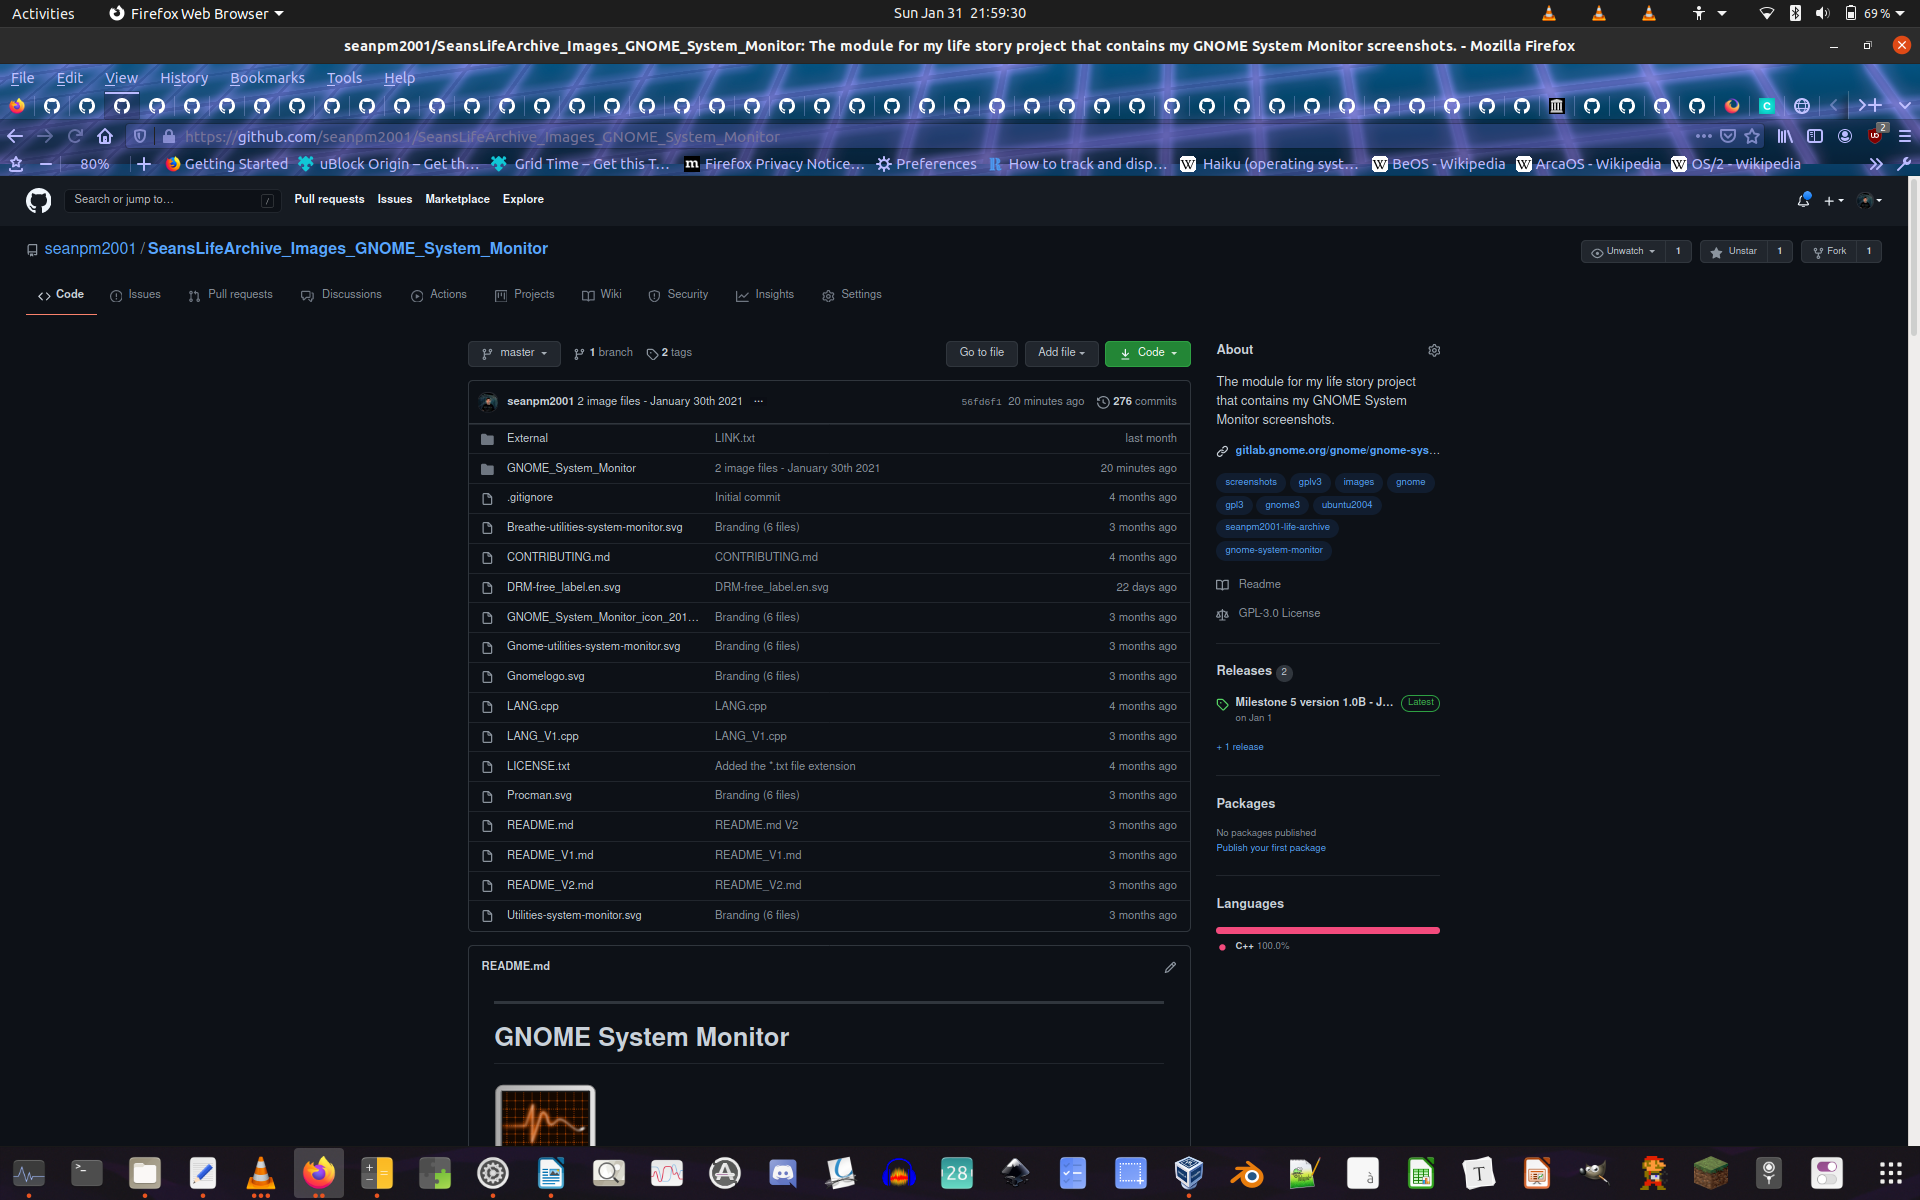 Activities Firefox Web Browser Sun Jan 31 21:59:30 69 %
seanpm2001/SeansLifeArchive_Images_GNOME_System_Monitor: The module for my life story project that contains my GNOME System Monitor screenshots. - Mozilla Firefox
File Edit View History Bookmarks Tools Help
https://github.com/seanpm2001/SeansLifeArchive_Images_GNOME_System_Monitor 2
80% Getting Started uBlock Origin – Get th… Grid Time – Get this T… Firefox Privacy Notice… Preferences How to track and disp… Haiku (operating syst… BeOS - Wikipedia ArcaOS - Wikipedia OS/2 - Wikipedia
Search or jump to… / Pull requests Issues Marketplace Explore
seanpm2001 / SeansLifeArchive_Images_GNOME_System_Monitor Unwatch 1 Unstar 1 Fork 1
Code Issues Pull requests Discussions Actions Projects Wiki Security Insights Settings
master 1 branch 2 tags Go to file Add file Code
seanpm2001 2 image files - January 30th 2021 ··· 56fd6f1 20 minutes ago 276 commits
External LINK.txt last month
GNOME_System_Monitor 2 image files - January 30th 2021 20 minutes ago
.gitignore Initial commit 4 months ago
Breathe-utilities-system-monitor.svg Branding (6 files) 3 months ago
CONTRIBUTING.md CONTRIBUTING.md 4 months ago
DRM-free_label.en.svg DRM-free_label.en.svg 22 days ago
GNOME_System_Monitor_icon_201… Branding (6 files) 3 months ago
Gnome-utilities-system-monitor.svg Branding (6 files) 3 months ago
Gnomelogo.svg Branding (6 files) 3 months ago
LANG.cpp LANG.cpp 4 months ago
LANG_V1.cpp LANG_V1.cpp 3 months ago
LICENSE.txt Added the *.txt file extension 4 months ago
Procman.svg Branding (6 files) 3 months ago
README.md README.md V2 3 months ago
README_V1.md README_V1.md 3 months ago
README_V2.md README_V2.md 3 months ago
Utilities-system-monitor.svg Branding (6 files) 3 months ago
README.md
GNOME System Monitor
About
The module for my life story project
that contains my GNOME System
Monitor screenshots.
gitlab.gnome.org/gnome/gnome-sys…
screenshots gplv3 images gnome
gpl3 gnome3 ubuntu2004
seanpm2001-life-archive
gnome-system-monitor
Readme
GPL-3.0 License
Releases 2
Milestone 5 version 1.0B - J… Latest
on Jan 1
+ 1 release
Packages
No packages published
Publish your first package
Languages
C++ 100.0%
28